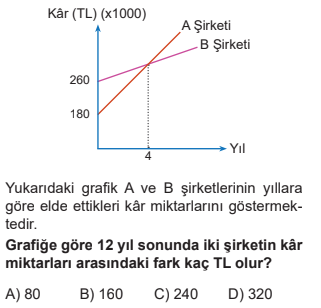 Kâr (TL) (x1000)
A Şirketi
B Şirketi
260
180
Yıl
4
Yukarıdaki grafik A ve B şirketlerinin yıllara
göre elde ettikleri kâr miktarlarını göstermek-
tedir.
Grafiğe göre 12 yıl sonunda iki şirketin kâr
miktarları arasındaki fark kaç TL olur?
A) 80 B) 160 C) 240 D) 320